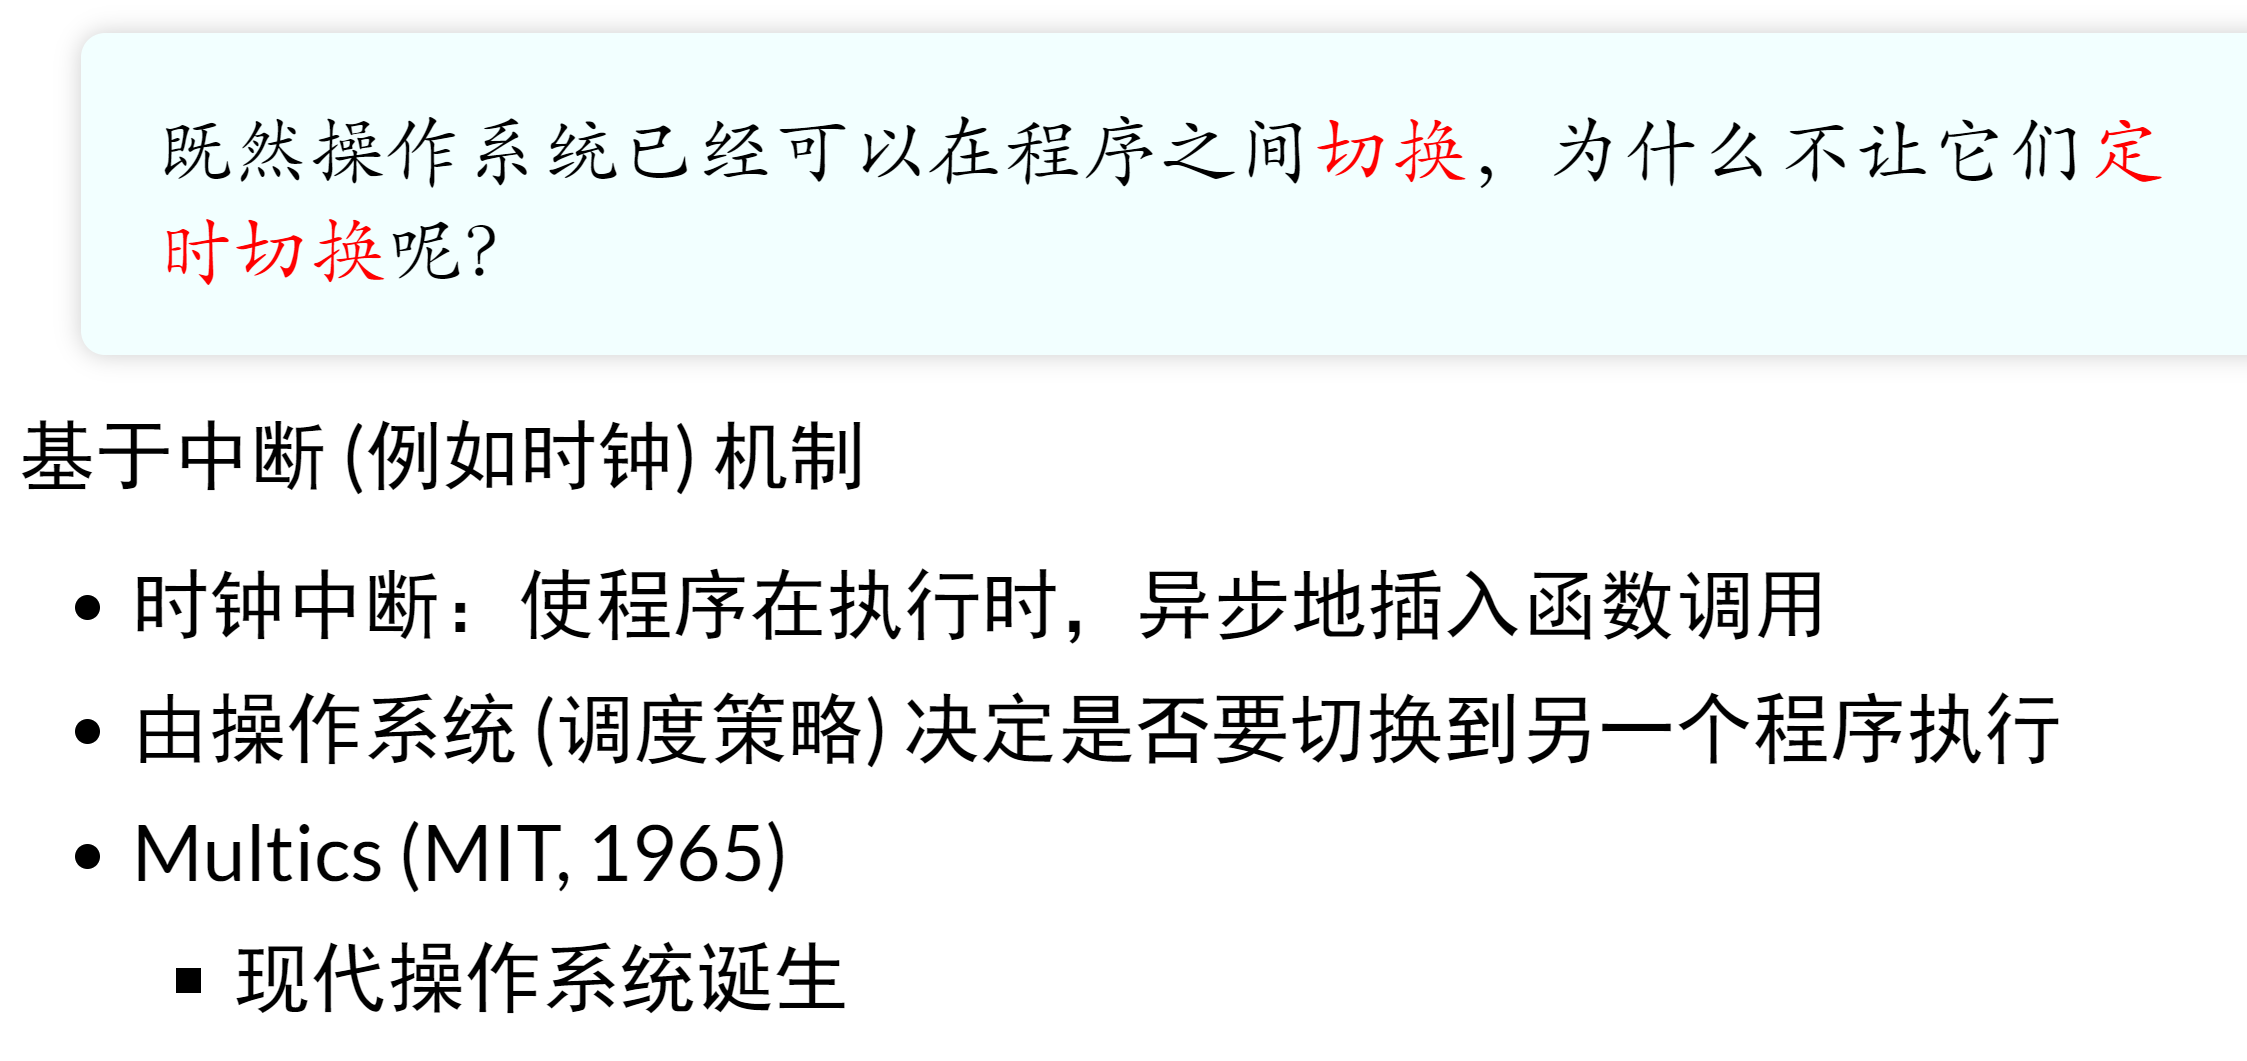 既然操作系统已经可以在程序之间切换，为什么不让它们定
时切换呢？
基于中断 (例如时钟) 机制
时钟中断：使程序在执行时，异步地插入函数调用
由操作系统 (调度策略) 决定是否要切换到另一个程序执行
Multics (MIT, 1965)
现代操作系统诞生